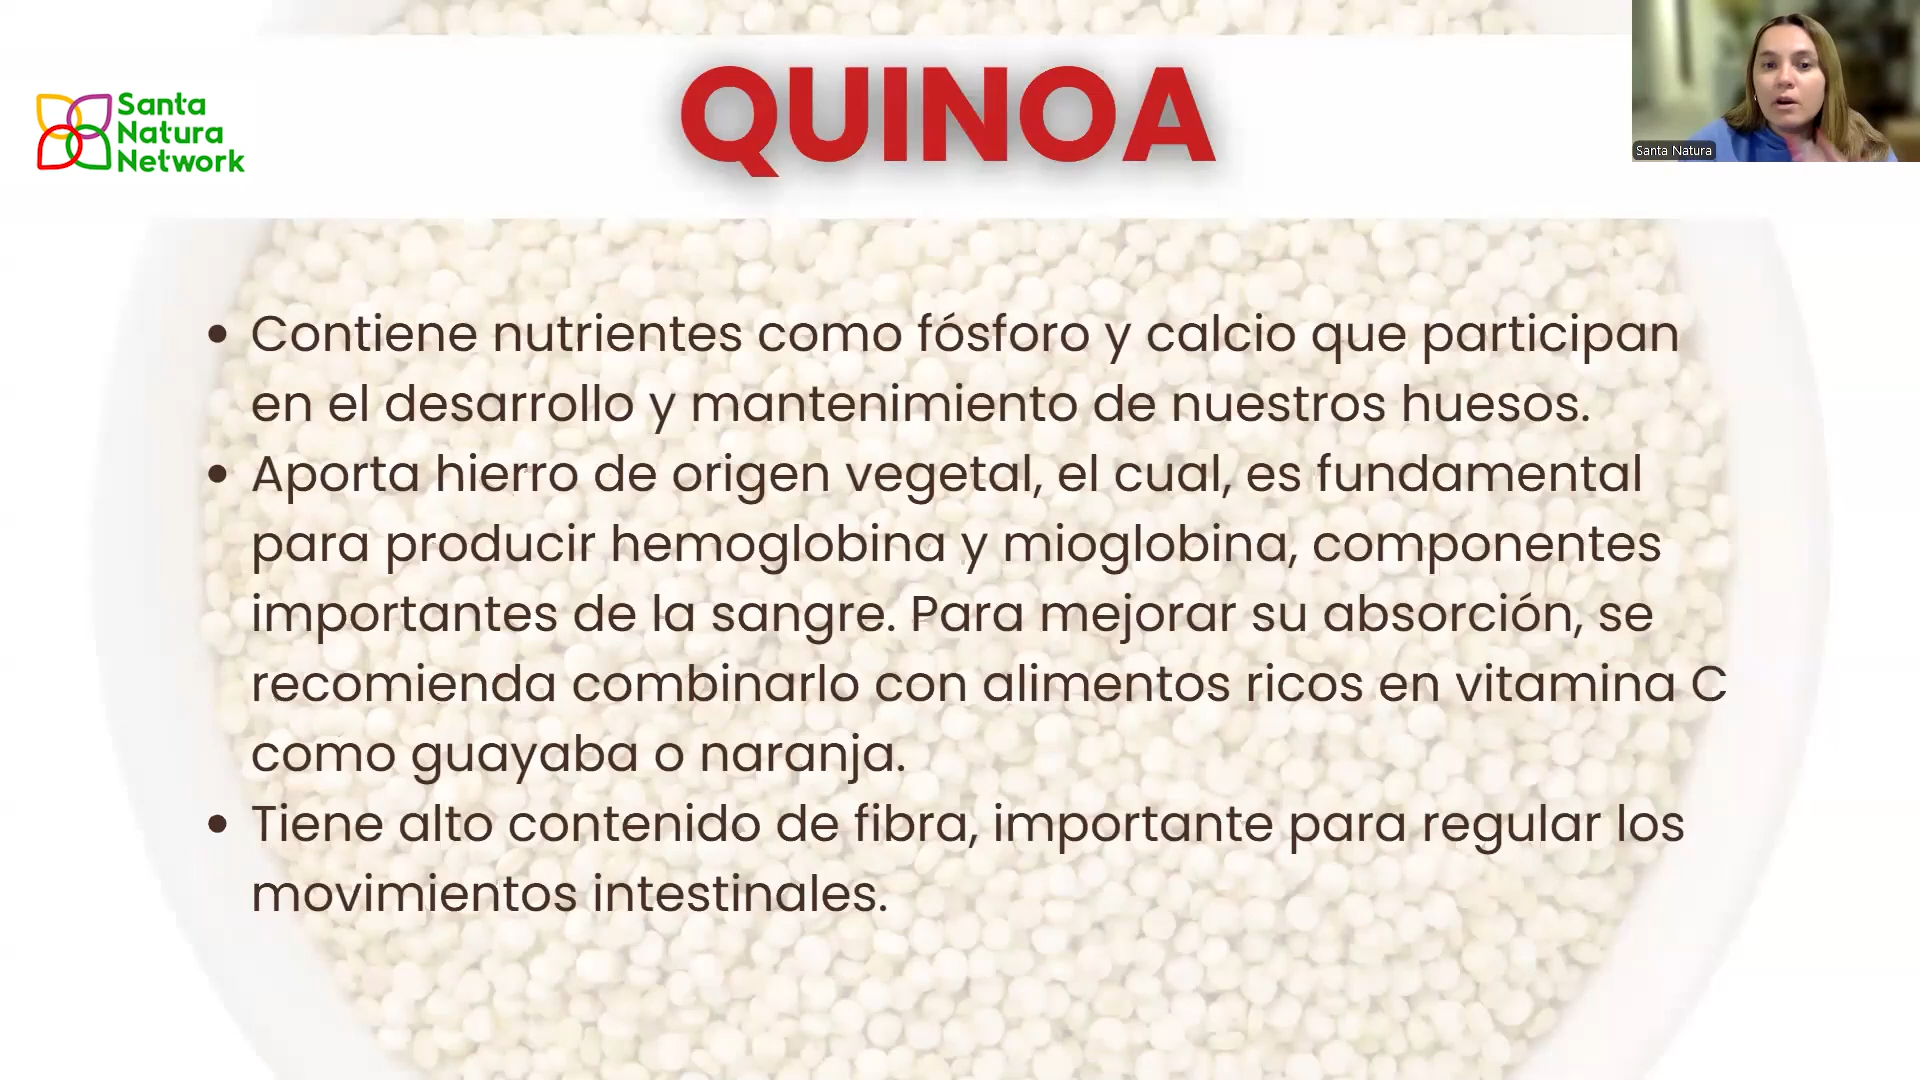 QUINOA
Santa
Natura
Network
Santa Natura
• Contiene nutrientes como fósforo y calcio que participan
en el desarrollo y mantenimiento de nuestros huesos.
• Aporta hierro de origen vegetal, el cual, es fundamental
para producir hemoglobina y mioglobina, componentes
importantes de la sangre. Para mejorar su absorción, se
recomienda combinarlo con alimentos ricos en vitamina C
como guayaba o naranja.
• Tiene alto contenido de fibra, importante para regular los
movimientos intestinales.